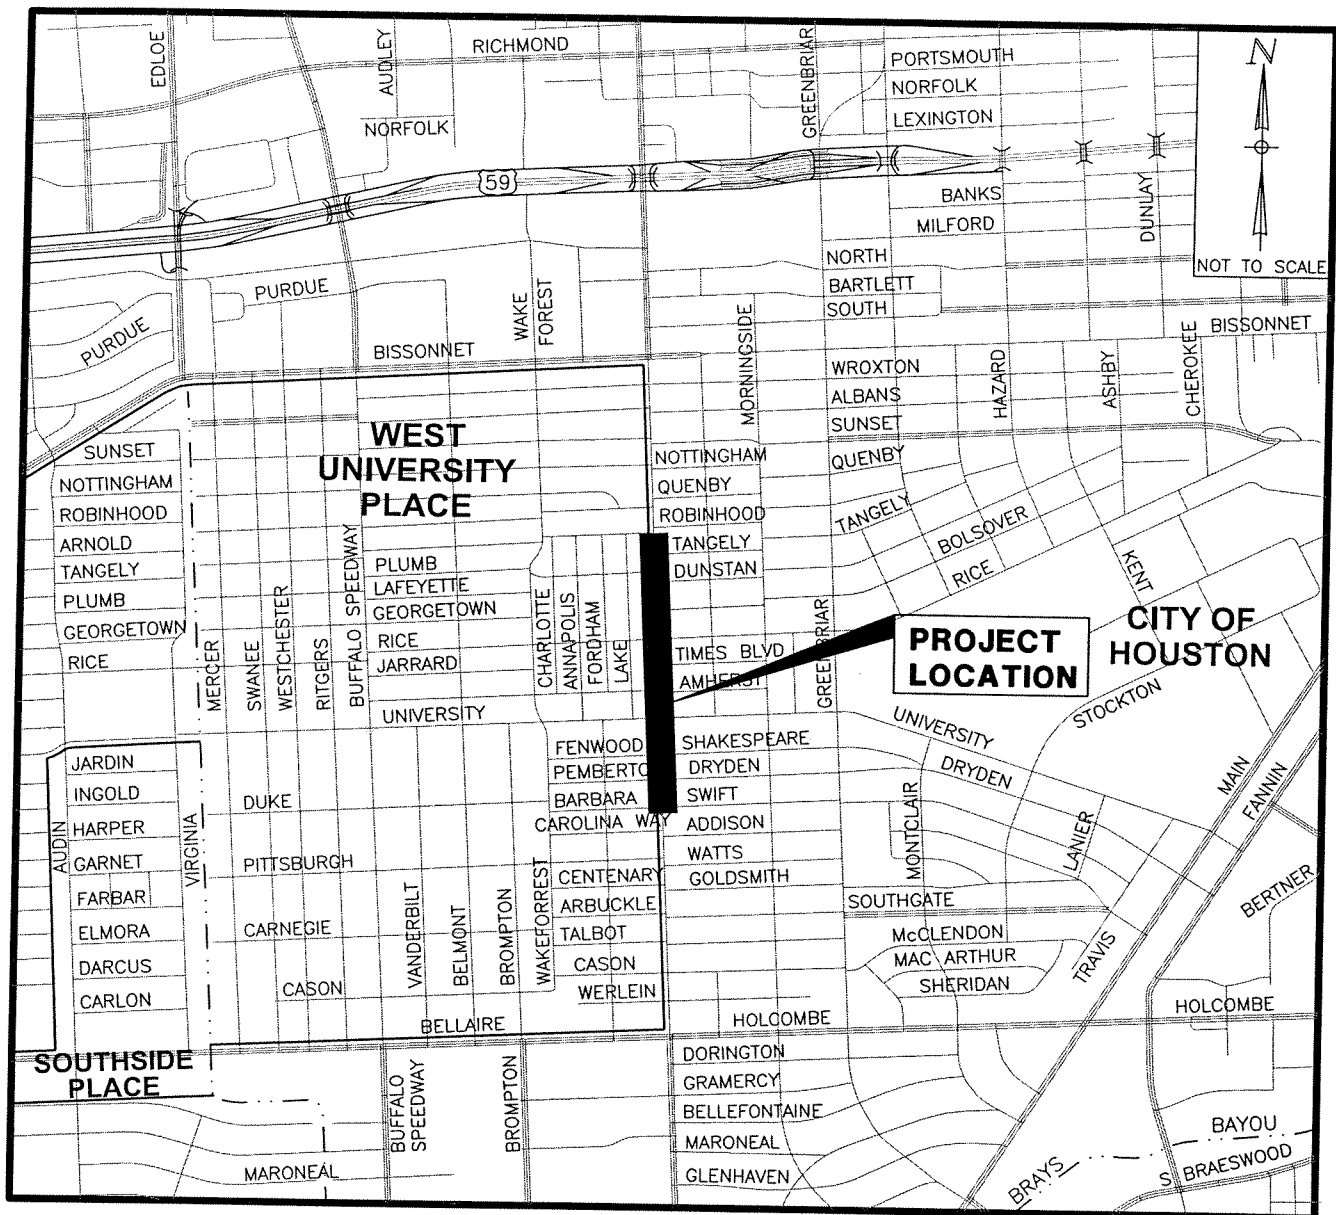 EDLOE
AUDLEY
RICHMOND
GREENBRIAR
PORTSMOUTH
NORFOLK
LEXINGTON
N
NORFOLK
59
BANKS
MILFORD
DUNLAY
NOT TO SCALE
NORTH
BARTLETT
SOUTH
PURDUE
PURDUE
WAKE
FOREST
BISSONNET
MORNINGSIDE
BISSONNET
WROXTON
ALBANS
SUNSET
QUENBY
HAZARD
ASHBY
CHEROKEE
WEST
UNIVERSITY
PLACE
SUNSET
NOTTINGHAM
ROBINHOOD
ARNOLD
TANGELY
PLUMB
GEORGETOWN
RICE
NOTTINGHAM
QUENBY
ROBINHOOD
TANGELY
DUNSTAN
TANGELY
BOLSOVER
RICE
KENT
MERCER
SWANEE
WESTCHESTER
RITGERS
BUFFALO SPEEDWAY
PLUMB
LAFEYETTE
GEORGETOWN
RICE
JARRARD
UNIVERSITY
CHARLOTTE
ANNAPOLIS
FORDHAM
LAKE
TIMES BLVD
AMHERST
GREENBRIAR
PROJECT
LOCATION
CITY OF
HOUSTON
STOCKTON
UNIVERSITY
DRYDEN
MAIN
FANNIN
JARDIN
INGOLD
HARPER
GARNET
FARBAR
ELMORA
DARCUS
CARLON
AUDIN
VIRGINIA
DUKE
PITTSBURGH
CARNEGIE
CASON
VANDERBILT
BELMONT
BROMPTON
WAKEFORREST
FENWOOD
PEMBERTO
BARBARA
CAROLINA WAY
CENTENARY
ARBUCKLE
TALBOT
CASON
WERLEIN
SHAKESPEARE
DRYDEN
SWIFT
ADDISON
WATTS
GOLDSMITH
MONTCLAIR
LANIER
SOUTHGATE
McCLENDON
MAC ARTHUR
SHERIDAN
TRAVIS
BERTNER
BELLAIRE
HOLCOMBE
HOLCOMBE
SOUTHSIDE
PLACE
BUFFALO
SPEEDWAY
BROMPTON
DORINGTON
GRAMERCY
BELLEFONTAINE
MARONEAL
GLENHAVEN
MARONEAL
BRAYS
BAYOU
S BRAESWOOD